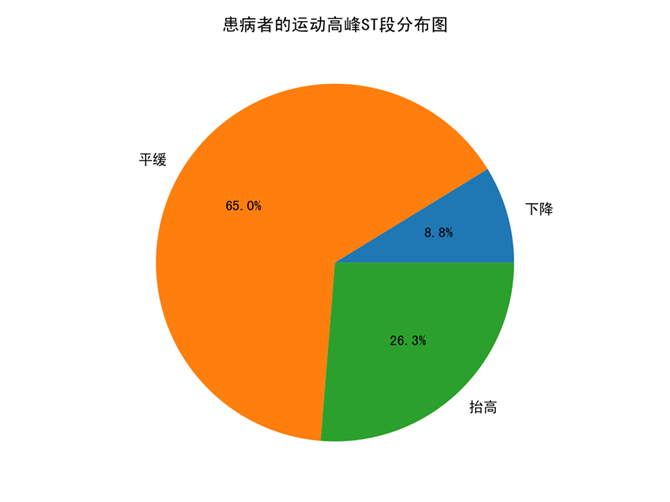 患病者的运动高峰ST段分布图
平缓
65.0%
下降
8.8%
26.3%
抬高